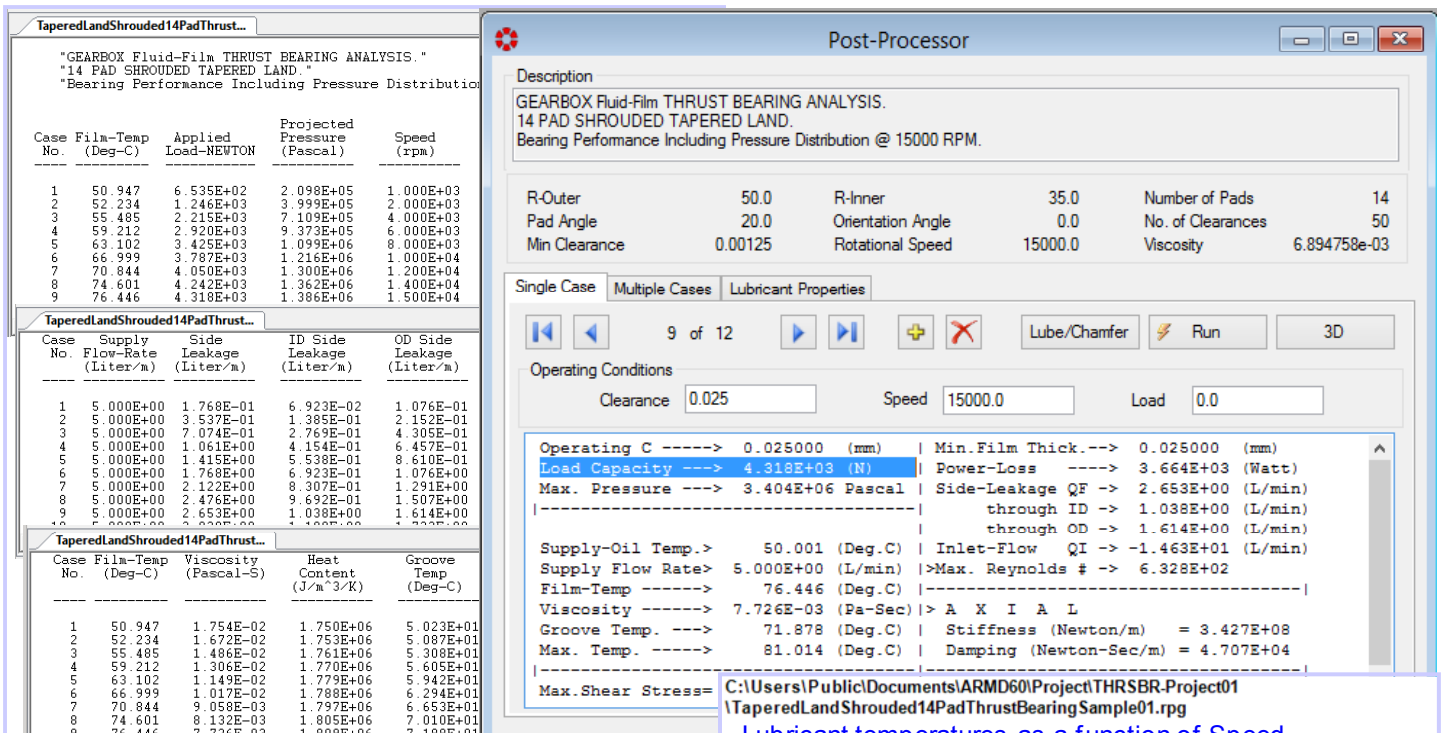 TaperedLandShrouded14PadThrust...
"GEARBOX Fluid-Film THRUST BEARING ANALYSIS."
"14 PAD SHROUDED TAPERED LAND."
"Bearing Performance Including Pressure Distributio
Projected
Case Film-Temp Applied Pressure Speed
No. (Deg-C) Load-NEWTON (Pascal) (rpm)
---- --------- ---------- ---------- ----------
1 50.947 6.535E+02 2.098E+05 1.000E+03
2 52.234 1.246E+03 3.999E+05 2.000E+03
3 55.485 2.215E+03 7.109E+05 4.000E+03
4 59.212 2.920E+03 9.373E+05 6.000E+03
5 63.102 3.425E+03 1.099E+06 8.000E+03
6 66.999 3.787E+03 1.216E+06 1.000E+04
7 70.844 4.050E+03 1.300E+06 1.200E+04
8 74.601 4.242E+03 1.362E+06 1.400E+04
9 76.446 4.318E+03 1.386E+06 1.500E+04
TaperedLandShrouded14PadThrust...
Case Supply Side ID Side OD Side
No. Flow-Rate Leakage Leakage Leakage
(Liter/m) (Liter/m) (Liter/m) (Liter/m)
---- ---------- ---------- ---------- ----------
1 5.000E+00 1.768E-01 6.923E-02 1.076E-01
2 5.000E+00 3.537E-01 1.385E-01 2.152E-01
3 5.000E+00 7.074E-01 2.769E-01 4.305E-01
4 5.000E+00 1.061E+00 4.154E-01 6.457E-01
5 5.000E+00 1.415E+00 5.538E-01 8.610E-01
6 5.000E+00 1.768E+00 6.923E-01 1.076E+00
7 5.000E+00 2.122E+00 8.307E-01 1.291E+00
8 5.000E+00 2.476E+00 9.692E-01 1.507E+00
9 5.000E+00 2.653E+00 1.038E+00 1.614E+00
TaperedLandShrouded14PadThrust...
Case Film-Temp Viscosity Heat Groove
No. (Deg-C) (Pascal-S) Content Temp
(J/m^3/K) (Deg-C)
---- --------- ---------- ---------- ----------
1 50.947 1.754E-02 1.750E+06 5.023E+01
2 52.234 1.672E-02 1.753E+06 5.087E+01
3 55.485 1.486E-02 1.761E+06 5.308E+01
4 59.212 1.306E-02 1.770E+06 5.605E+01
5 63.102 1.149E-02 1.779E+06 5.942E+01
6 66.999 1.017E-02 1.788E+06 6.294E+01
7 70.844 9.058E-03 1.797E+06 6.653E+01
8 74.601 8.132E-03 1.805E+06 7.010E+01
Post-Processor
Description
GEARBOX Fluid-Film THRUST BEARING ANALYSIS.
14 PAD SHROUDED TAPERED LAND.
Bearing Performance Including Pressure Distribution @ 15000 RPM.
R-Outer 50.0 R-Inner 35.0 Number of Pads 14
Pad Angle 20.0 Orientation Angle 0.0 No. of Clearances 50
Min Clearance 0.00125 Rotational Speed 15000.0 Viscosity 6.894758e-03
Single Case Multiple Cases Lubricant Properties
9 of 12 Lube/Chamfer Run 3D
Operating Conditions
Clearance 0.025 Speed 15000.0 Load 0.0
Operating C -----> 0.025000 (mm) | Min.Film Thick.--> 0.025000 (mm)
Load Capacity ---> 4.318E+03 (N) | Power-Loss ----> 3.664E+03 (Watt)
Max. Pressure ---> 3.404E+06 Pascal | Side-Leakage QF -> 2.653E+00 (L/min)
|-------------------------------------| through ID -> 1.038E+00 (L/min)
| through OD -> 1.614E+00 (L/min)
Supply-Oil Temp.> 50.001 (Deg.C) | Inlet-Flow QI -> -1.463E+01 (L/min)
Supply Flow Rate> 5.000E+00 (L/min) |>Max. Reynolds # -> 6.328E+02
Film-Temp ------> 76.446 (Deg.C) |-------------------------------------|
Viscosity ------> 7.726E-03 (Pa-Sec)|> A X I A L
Groove Temp. ---> 71.878 (Deg.C) | Stiffness (Newton/m) = 3.427E+08
Max. Temp. -----> 81.014 (Deg.C) | Damping (Newton-Sec/m) = 4.707E+04
|-------------------------------------|-------------------------------------|
Max.Shear Stress=
C:\Users\Public\Documents\ARMD60\Project\THRSBR-Project01
\TaperedLandShrouded14PadThrustBearingSample01.rpg
Lubricant temperatures as a function of Speed